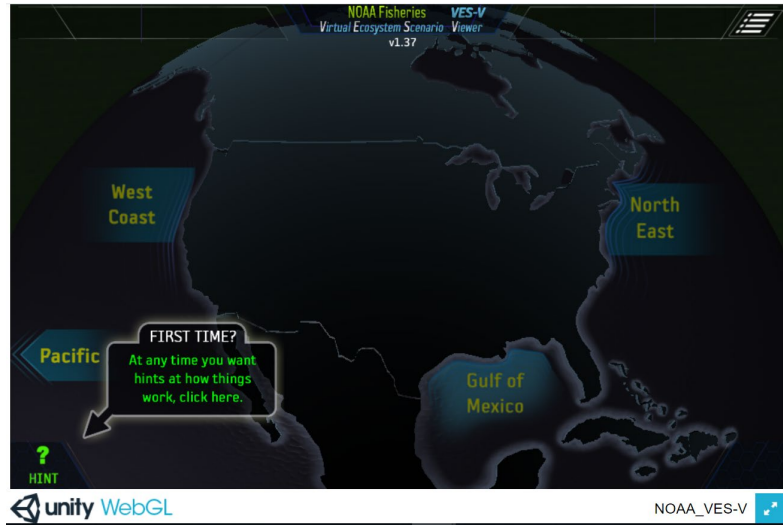 NOAA Fisheries VES-V
Virtual Ecosystem Scenario Viewer
v1.37
West
Coast
North
East
FIRST TIME?
At any time you want
hints at how things
work, click here.
Pacific
Gulf of
Mexico
?
HINT
unity WebGL
NOAA_VES-V